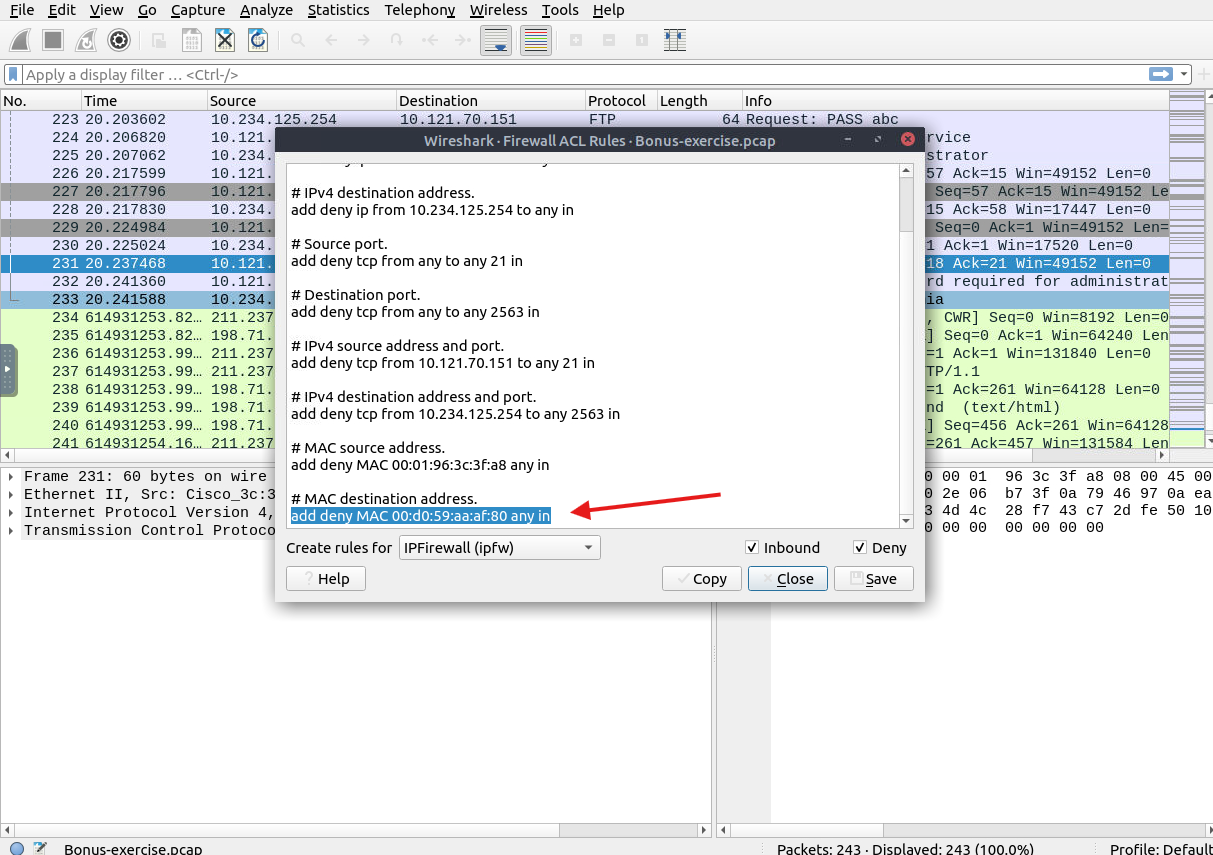 File Edit View Go Capture Analyze Statistics Telephony Wireless Tools Help
Apply a display filter … <Ctrl-/>
No. Time Source Destination Protocol Length Info
223 20.203602 10.234.125.254 10.121.70.151 FTP 64 Request: PASS abc
224 20.206820 10.121. rvice
225 20.207062 10.234. strator
226 20.217599 10.121. 57 Ack=15 Win=49152 Len=0
227 20.217796 10.121. Seq=57 Ack=15 Win=49152 Le
228 20.217830 10.234. 15 Ack=58 Win=17447 Len=0
229 20.224984 10.121. Seq=0 Ack=1 Win=49152 Len=
230 20.225024 10.234. 1 Ack=1 Win=17520 Len=0
231 20.237468 10.121. 18 Ack=21 Win=49152 Len=0
232 20.241360 10.121. rd required for administrat
233 20.241588 10.234. ia
234 614931253.82… 211.237 , CWR] Seq=0 Win=8192 Len=0
235 614931253.82… 198.71. ] Seq=0 Ack=1 Win=64240 Len=
236 614931253.99… 211.237 =1 Ack=1 Win=131840 Len=0
237 614931253.99… 211.237 TP/1.1
238 614931253.99… 198.71. =1 Ack=261 Win=64128 Len=0
239 614931253.99… 198.71. nd (text/html)
240 614931253.99… 198.71. ] Seq=456 Ack=261 Win=64128
241 614931254.16… 211.237 =261 Ack=457 Win=131584 Len=
Wireshark · Firewall ACL Rules · Bonus-exercise.pcap
# IPv4 destination address.
add deny ip from 10.234.125.254 to any in
# Source port.
add deny tcp from any to any 21 in
# Destination port.
add deny tcp from any to any 2563 in
# IPv4 source address and port.
add deny tcp from 10.121.70.151 to any 21 in
# IPv4 destination address and port.
add deny tcp from 10.234.125.254 to any 2563 in
# MAC source address.
add deny MAC 00:01:96:3c:3f:a8 any in
# MAC destination address.
add deny MAC 00:d0:59:aa:af:80 any in
Create rules for IPFirewall (ipfw) Inbound Deny
Help Copy Close Save
Frame 231: 60 bytes on wire
Ethernet II, Src: Cisco_3c:3
Internet Protocol Version 4,
Transmission Control Protoco
0 00 01 96 3c 3f a8 08 00 45 00
0 2e 06 b7 3f 0a 79 46 97 0a ea
3 4d 4c 28 f7 43 c7 2d fe 50 10
0 00 00 00 00 00 00
Bonus-exercise.pcap Packets: 243 · Displayed: 243 (100.0%) Profile: Default